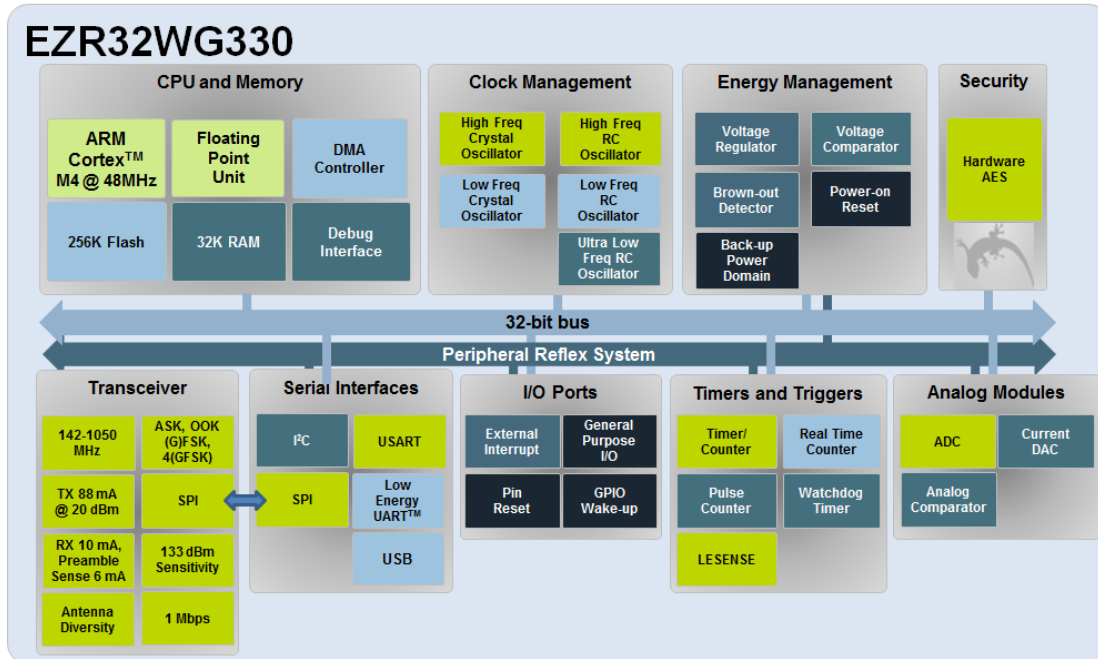 EZR32WG330
CPU and Memory
ARM
Cortex™
M4 @ 48MHz
Floating
Point
Unit
DMA
Controller
256K Flash
32K RAM
Debug
Interface
Clock Management
High Freq
Crystal
Oscillator
High Freq
RC
Oscillator
Low Freq
Crystal
Oscillator
Low Freq
RC
Oscillator
Ultra Low
Freq RC
Oscillator
Energy Management
Voltage
Regulator
Voltage
Comparator
Brown-out
Detector
Power-on
Reset
Back-up
Power
Domain
Security
Hardware
AES
32-bit bus
Peripheral Reflex System
Transceiver
142-1050
MHz
ASK, OOK
(G)FSK,
4(GFSK)
TX 88 mA
@ 20 dBm
SPI
RX 10 mA,
Preamble
Sense 6 mA
133 dBm
Sensitivity
Antenna
Diversity
1 Mbps
Serial Interfaces
I²C
USART
SPI
Low
Energy
UART™
USB
I/O Ports
External
Interrupt
General
Purpose
I/O
Pin
Reset
GPIO
Wake-up
Timers and Triggers
Timer/
Counter
Real Time
Counter
Pulse
Counter
Watchdog
Timer
LESENSE
Analog Modules
ADC
Current
DAC
Analog
Comparator